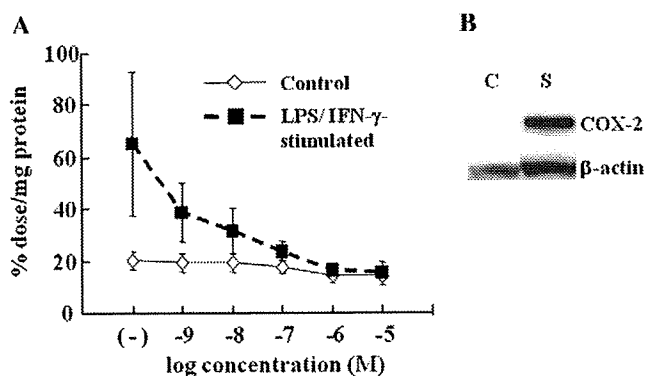 A
B
100
80
60
40
20
0
% dose/mg protein
Control
LPS/IFN-γ-
stimulated
(-) -9 -8 -7 -6 -5
log concentration (M)
C S
COX-2
β-actin